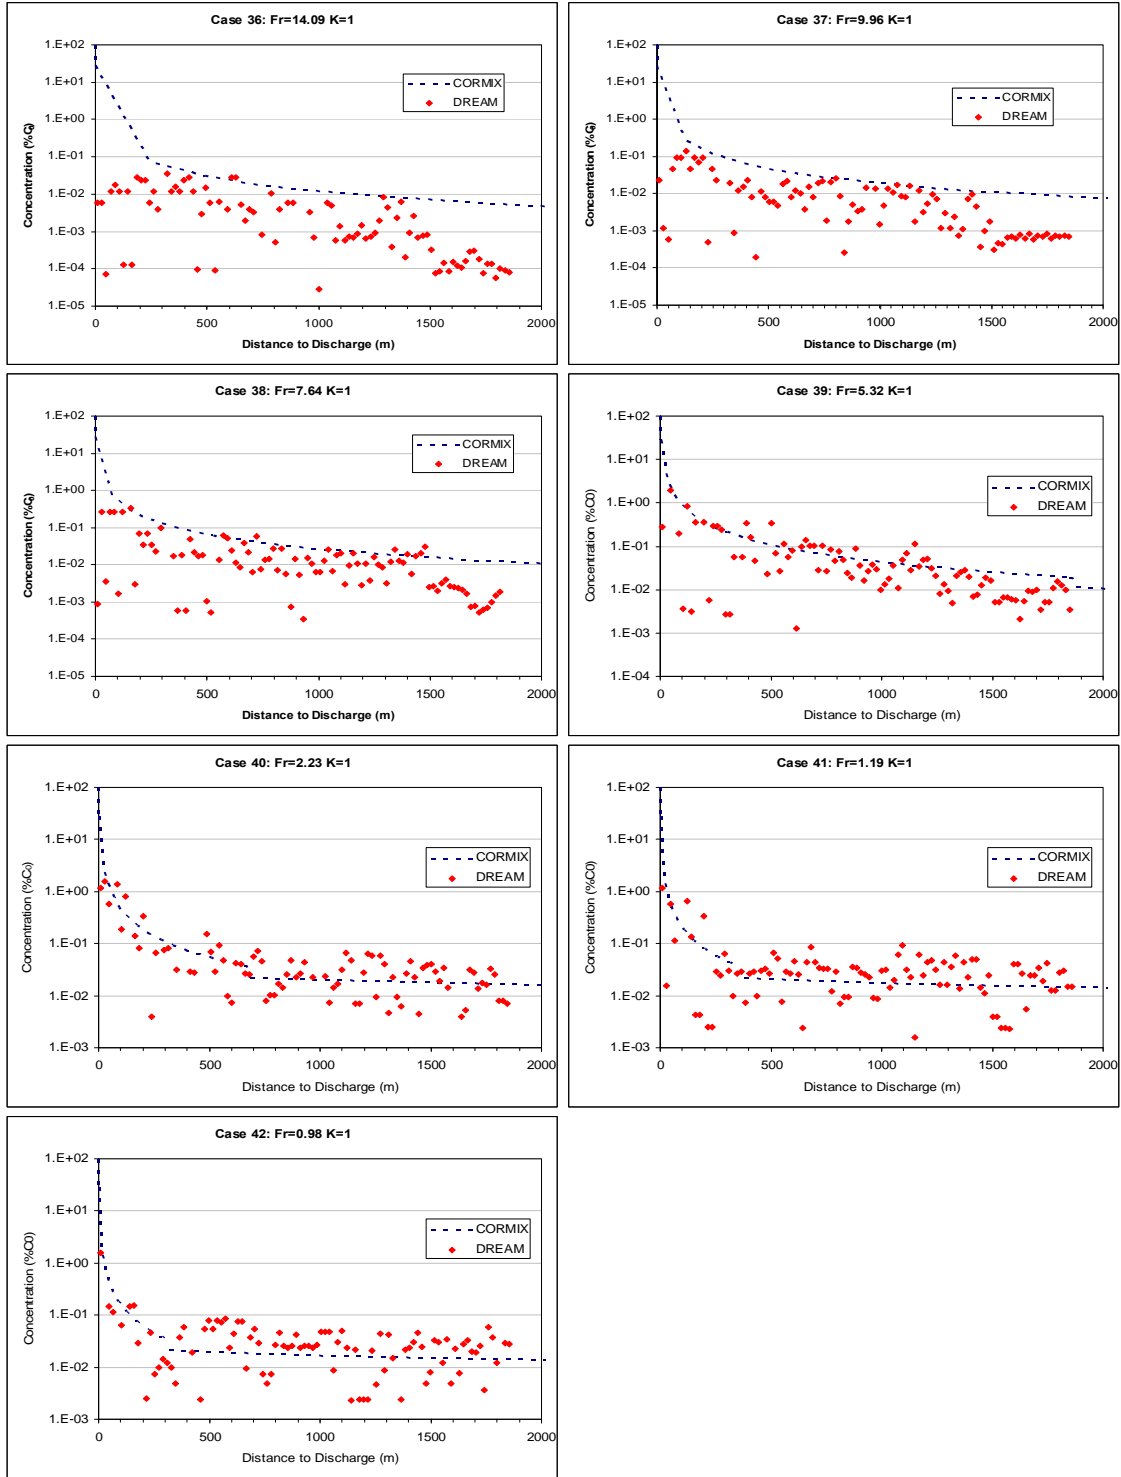 Case 36: Fr=14.09 K=1
1.E+02
1.E+01
1.E+00
1.E-01
1.E-02
1.E-03
1.E-04
1.E-05
Concentration (%C0)
CORMIX
DREAM
0 500 1000 1500 2000
Distance to Discharge (m)
Case 37: Fr=9.96 K=1
1.E+02
1.E+01
1.E+00
1.E-01
1.E-02
1.E-03
1.E-04
1.E-05
Concentration (%C0)
CORMIX
DREAM
0 500 1000 1500 2000
Distance to Discharge (m)
Case 38: Fr=7.64 K=1
1.E+02
1.E+01
1.E+00
1.E-01
1.E-02
1.E-03
1.E-04
1.E-05
Concentration (%C0)
CORMIX
DREAM
0 500 1000 1500 2000
Distance to Discharge (m)
Case 39: Fr=5.32 K=1
1.E+02
1.E+01
1.E+00
1.E-01
1.E-02
1.E-03
1.E-04
Concentration (%C0)
CORMIX
DREAM
0 500 1000 1500 2000
Distance to Discharge (m)
Case 40: Fr=2.23 K=1
1.E+02
1.E+01
1.E+00
1.E-01
1.E-02
1.E-03
Concentration (%C0)
CORMIX
DREAM
0 500 1000 1500 2000
Distance to Discharge (m)
Case 41: Fr=1.19 K=1
1.E+02
1.E+01
1.E+00
1.E-01
1.E-02
1.E-03
Concentration (%C0)
CORMIX
DREAM
0 500 1000 1500 2000
Distance to Discharge (m)
Case 42: Fr=0.98 K=1
1.E+02
1.E+01
1.E+00
1.E-01
1.E-02
1.E-03
Concentration (%C0)
CORMIX
DREAM
0 500 1000 1500 2000
Distance to Discharge (m)